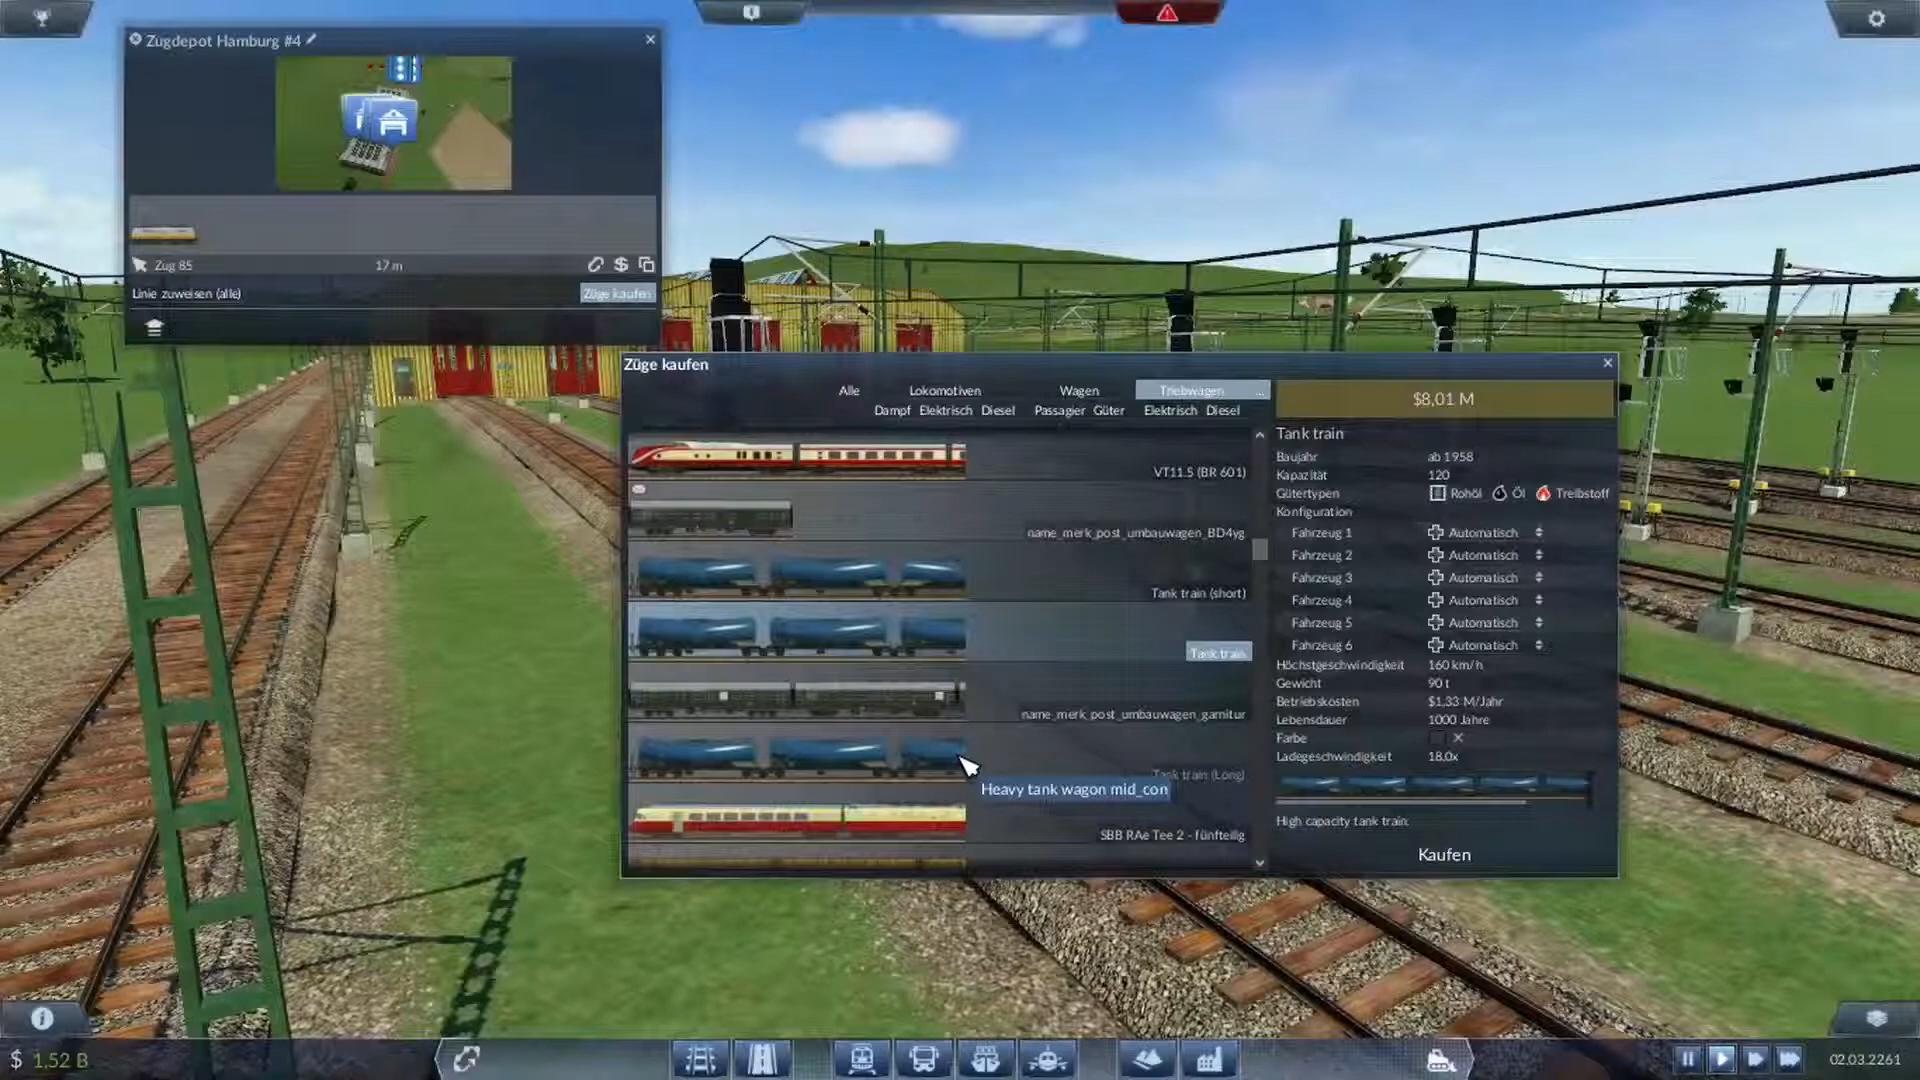 Zugdepot Hamburg #4
Zug 85
17 m
Linie zuweisen (alle)
Züge kaufen
Züge kaufen
Alle
Lokomotiven
Wagen
Triebwagen
...
Dampf
Elektrisch
Diesel
Passagier
Güter
Elektrisch
Diesel
VT11.5 (BR 601)
name_merk_post_umbauwagen_BD4yg
Tank train (short)
Tank train
name_merk_post_umbauwagen_garnitur
Tank train (Long)
Heavy tank wagon mid_con
SBB RAe Tee 2 - fünfteilig
$8,01 M
Tank train
Baujahr ab 1958
Kapazität 120
Gütertypen Rohöl Öl Treibstoff
Konfiguration
Fahrzeug 1 Automatisch
Fahrzeug 2 Automatisch
Fahrzeug 3 Automatisch
Fahrzeug 4 Automatisch
Fahrzeug 5 Automatisch
Fahrzeug 6 Automatisch
Höchstgeschwindigkeit 160 km/h
Gewicht 90 t
Betriebskosten $1,33 M/Jahr
Lebensdauer 1000 Jahre
Farbe
Ladegeschwindigkeit 18,0x
High capacity tank train.
Kaufen
$ 1,52 B
02.03.2261